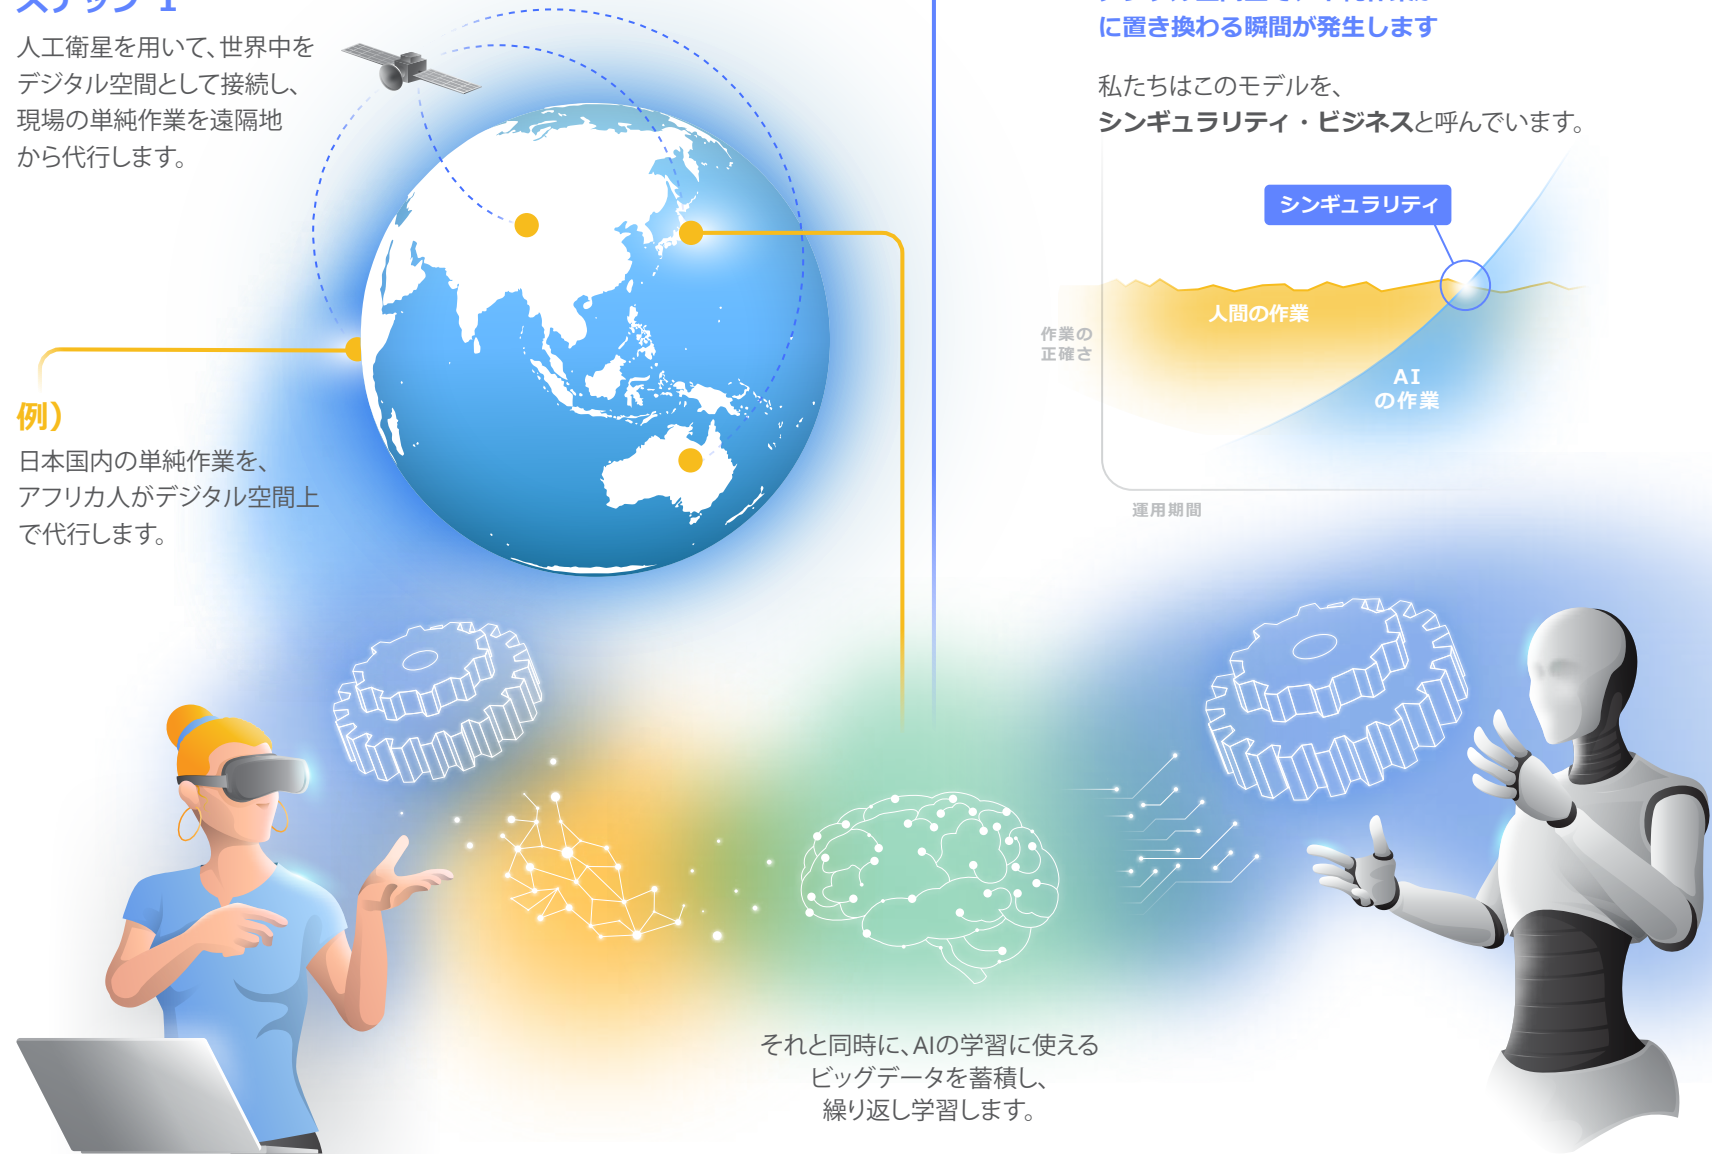 ステップ 1
人工衛星を用いて、世界中を
デジタル空間として接続し、
現場の単純作業を遠隔地
から代行します。
例）
日本国内の単純作業を、
アフリカ人がデジタル空間上
で代行します。
に置き換わる瞬間が発生します
私たちはこのモデルを、
シンギュラリティ・ビジネスと呼んでいます。
シンギュラリティ
人間の作業
作業の
正確さ
AI
の作業
運用期間
それと同時に、AIの学習に使える
ビッグデータを蓄積し、
繰り返し学習します。